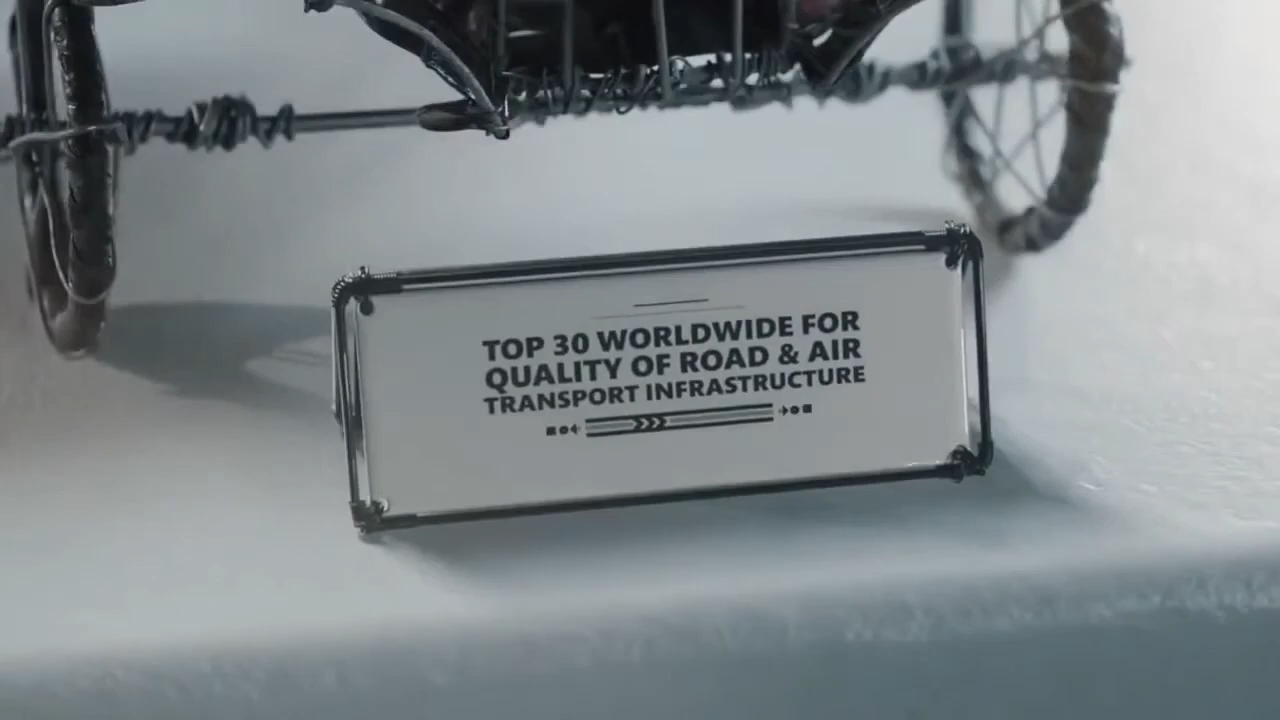 TOP 30 WORLDWIDE FOR
QUALITY OF ROAD & AIR
TRANSPORT INFRASTRUCTURE